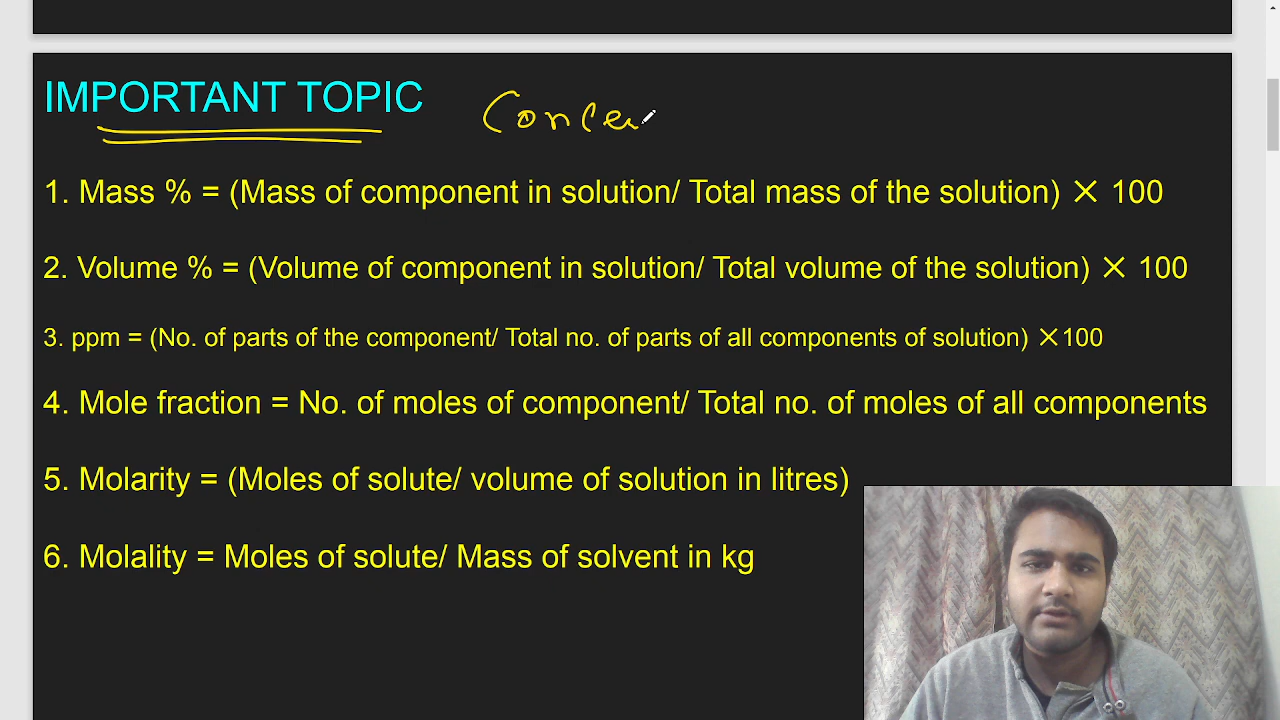 IMPORTANT TOPIC Concen
1. Mass % = (Mass of component in solution/ Total mass of the solution) × 100
2. Volume % = (Volume of component in solution/ Total volume of the solution) × 100
3. ppm = (No. of parts of the component/ Total no. of parts of all components of solution) ×100
4. Mole fraction = No. of moles of component/ Total no. of moles of all components
5. Molarity = (Moles of solute/ volume of solution in litres)
6. Molality = Moles of solute/ Mass of solvent in kg